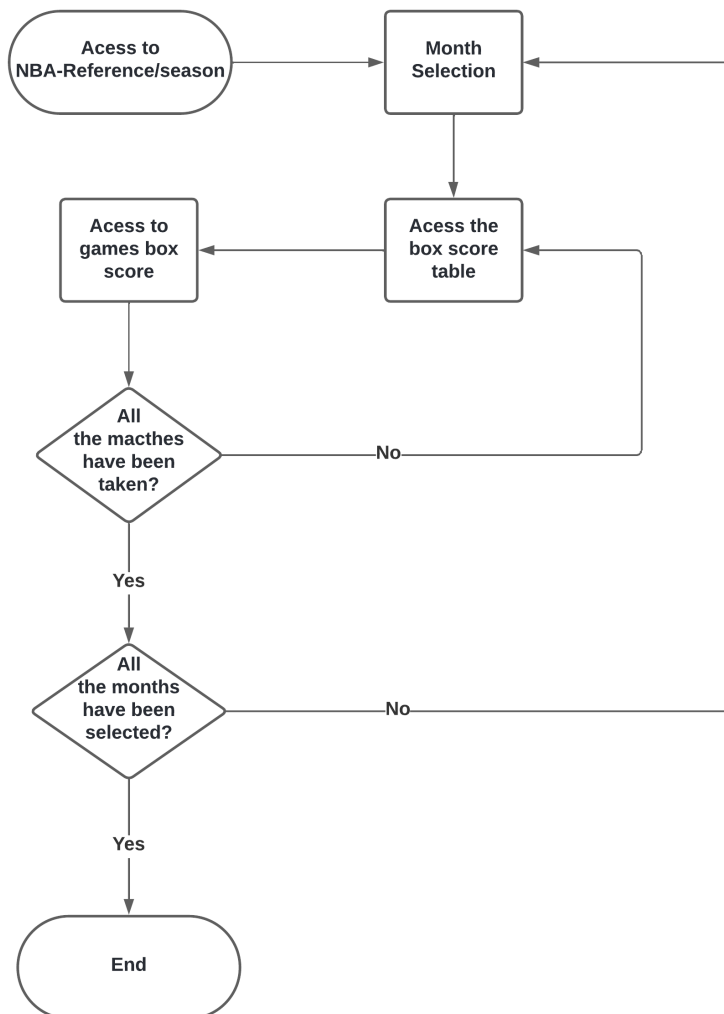 Acess to
NBA-Reference/season
Month
Selection
Acess to
games box
score
Acess the
box score
table
All
the macthes
have been
taken?
No
Yes
All
the months
have been
selected?
No
Yes
End